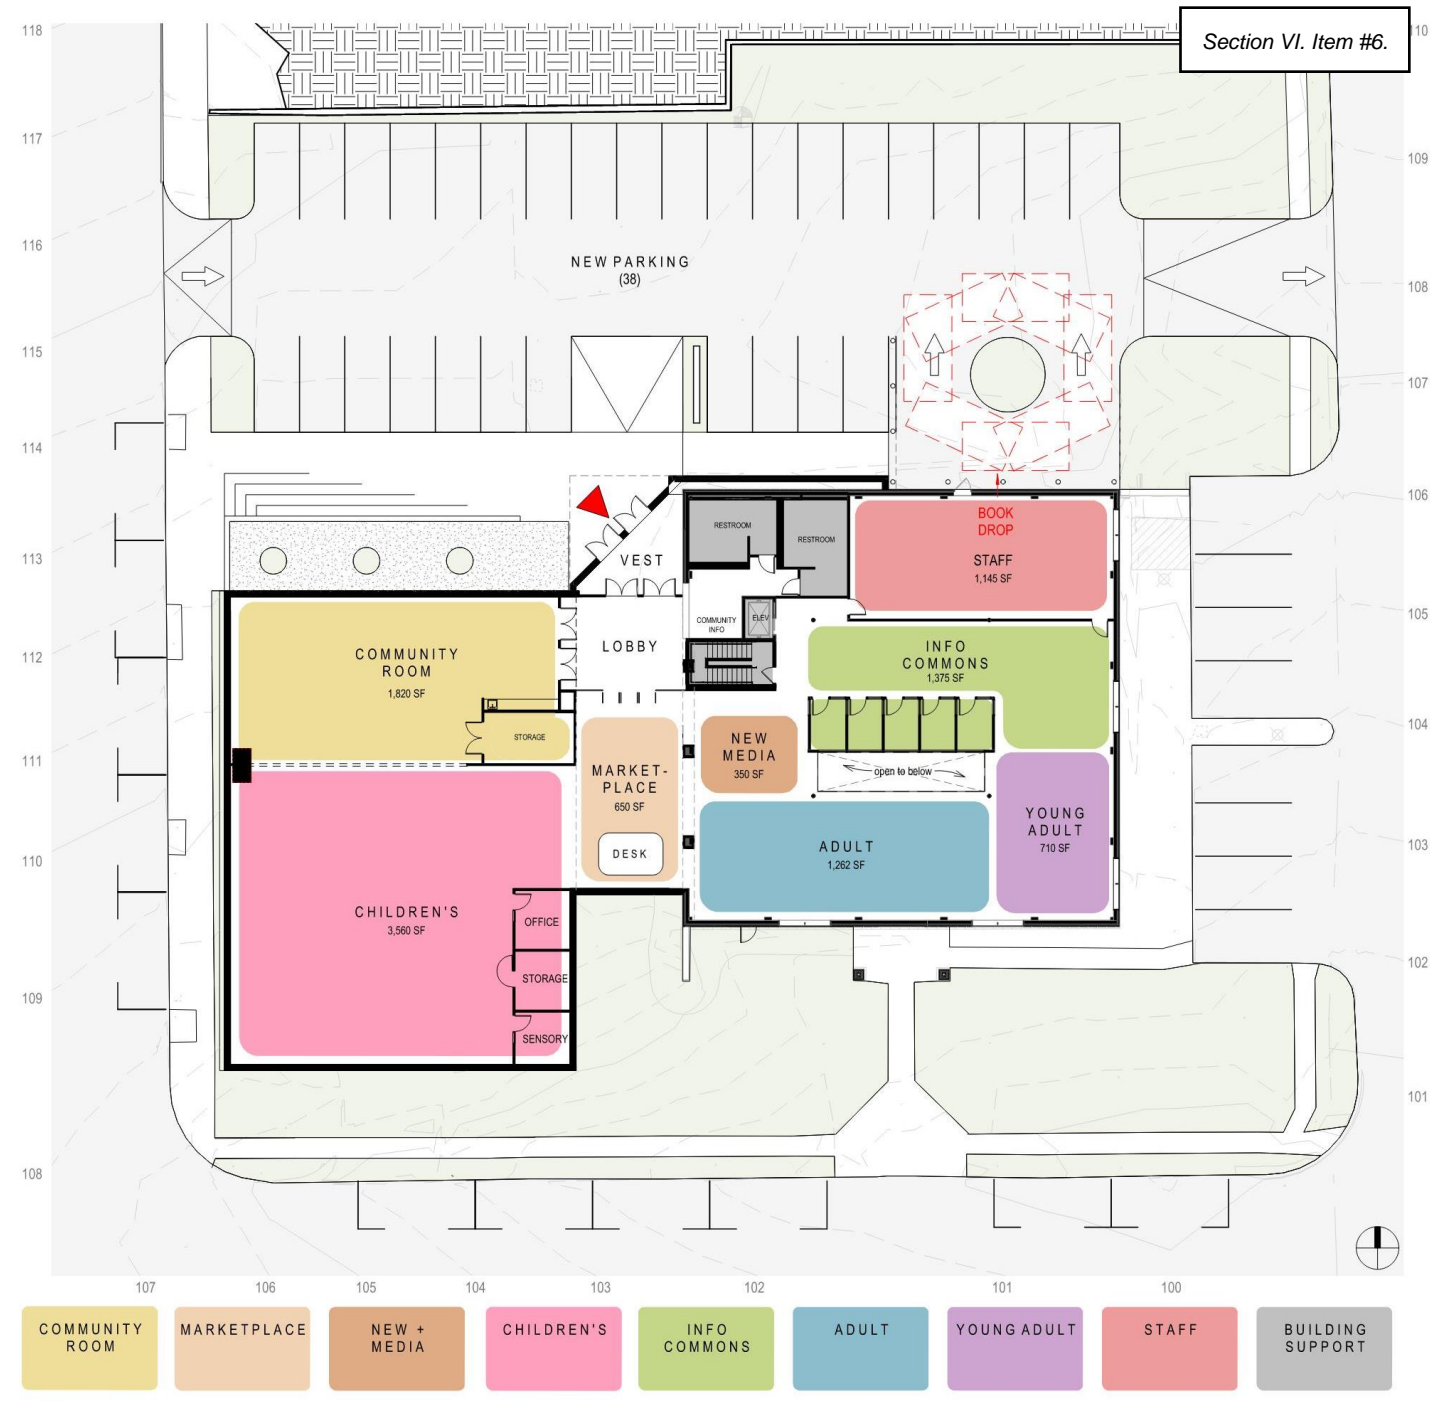 Section VI. Item #6.
118
110
117
109
116
NEW PARKING
(38)
108
115
107
114
106
BOOK
DROP
RESTROOM
RESTROOM
113
VEST
STAFF
1,145 SF
105
COMMUNITY
INFO
ELEV
112
LOBBY
COMMUNITY
ROOM
1,820 SF
INFO
COMMONS
1,375 SF
104
STORAGE
NEW
MEDIA
350 SF
111
MARKET-
PLACE
650 SF
open to below
YOUNG
ADULT
710 SF
103
110
DESK
ADULT
1,262 SF
CHILDREN'S
3,560 SF
OFFICE
102
STORAGE
109
SENSORY
101
108
107
106
105
104
103
102
101
100
COMMUNITY
ROOM
MARKETPLACE
NEW +
MEDIA
CHILDREN'S
INFO
COMMONS
ADULT
YOUNG ADULT
STAFF
BUILDING
SUPPORT